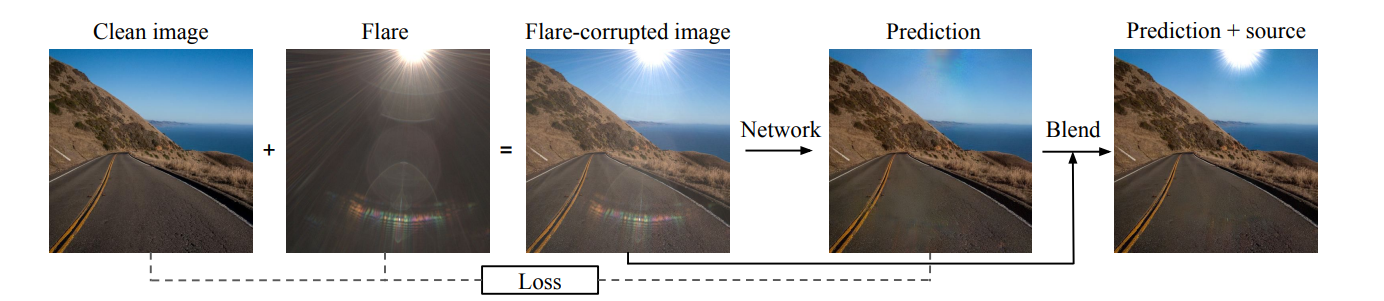 Clean image
Flare
Flare-corrupted image
Prediction
Prediction + source
+
=
Network
Blend
Loss